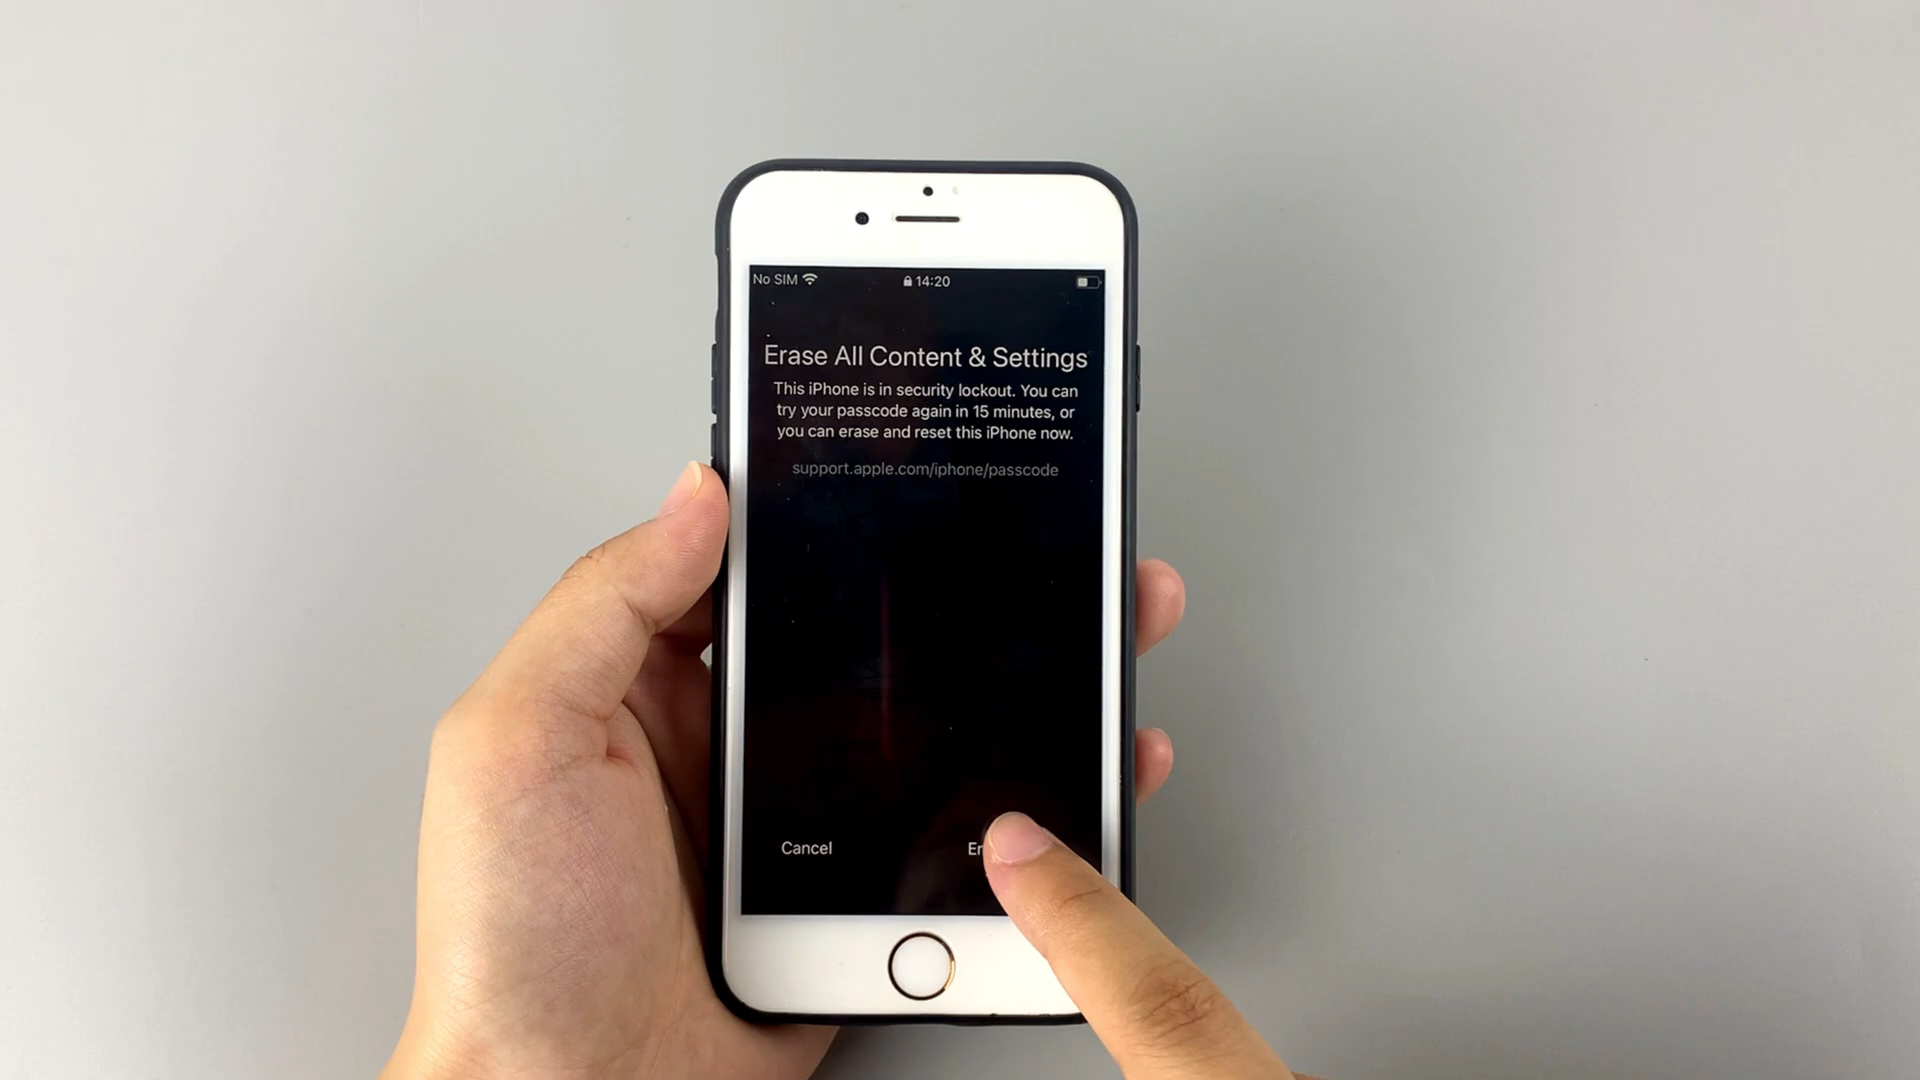 No SIM 14:20
Erase All Content & Settings
This iPhone is in security lockout. You can
try your passcode again in 15 minutes, or
you can erase and reset this iPhone now.
support.apple.com/iphone/passcode
Cancel